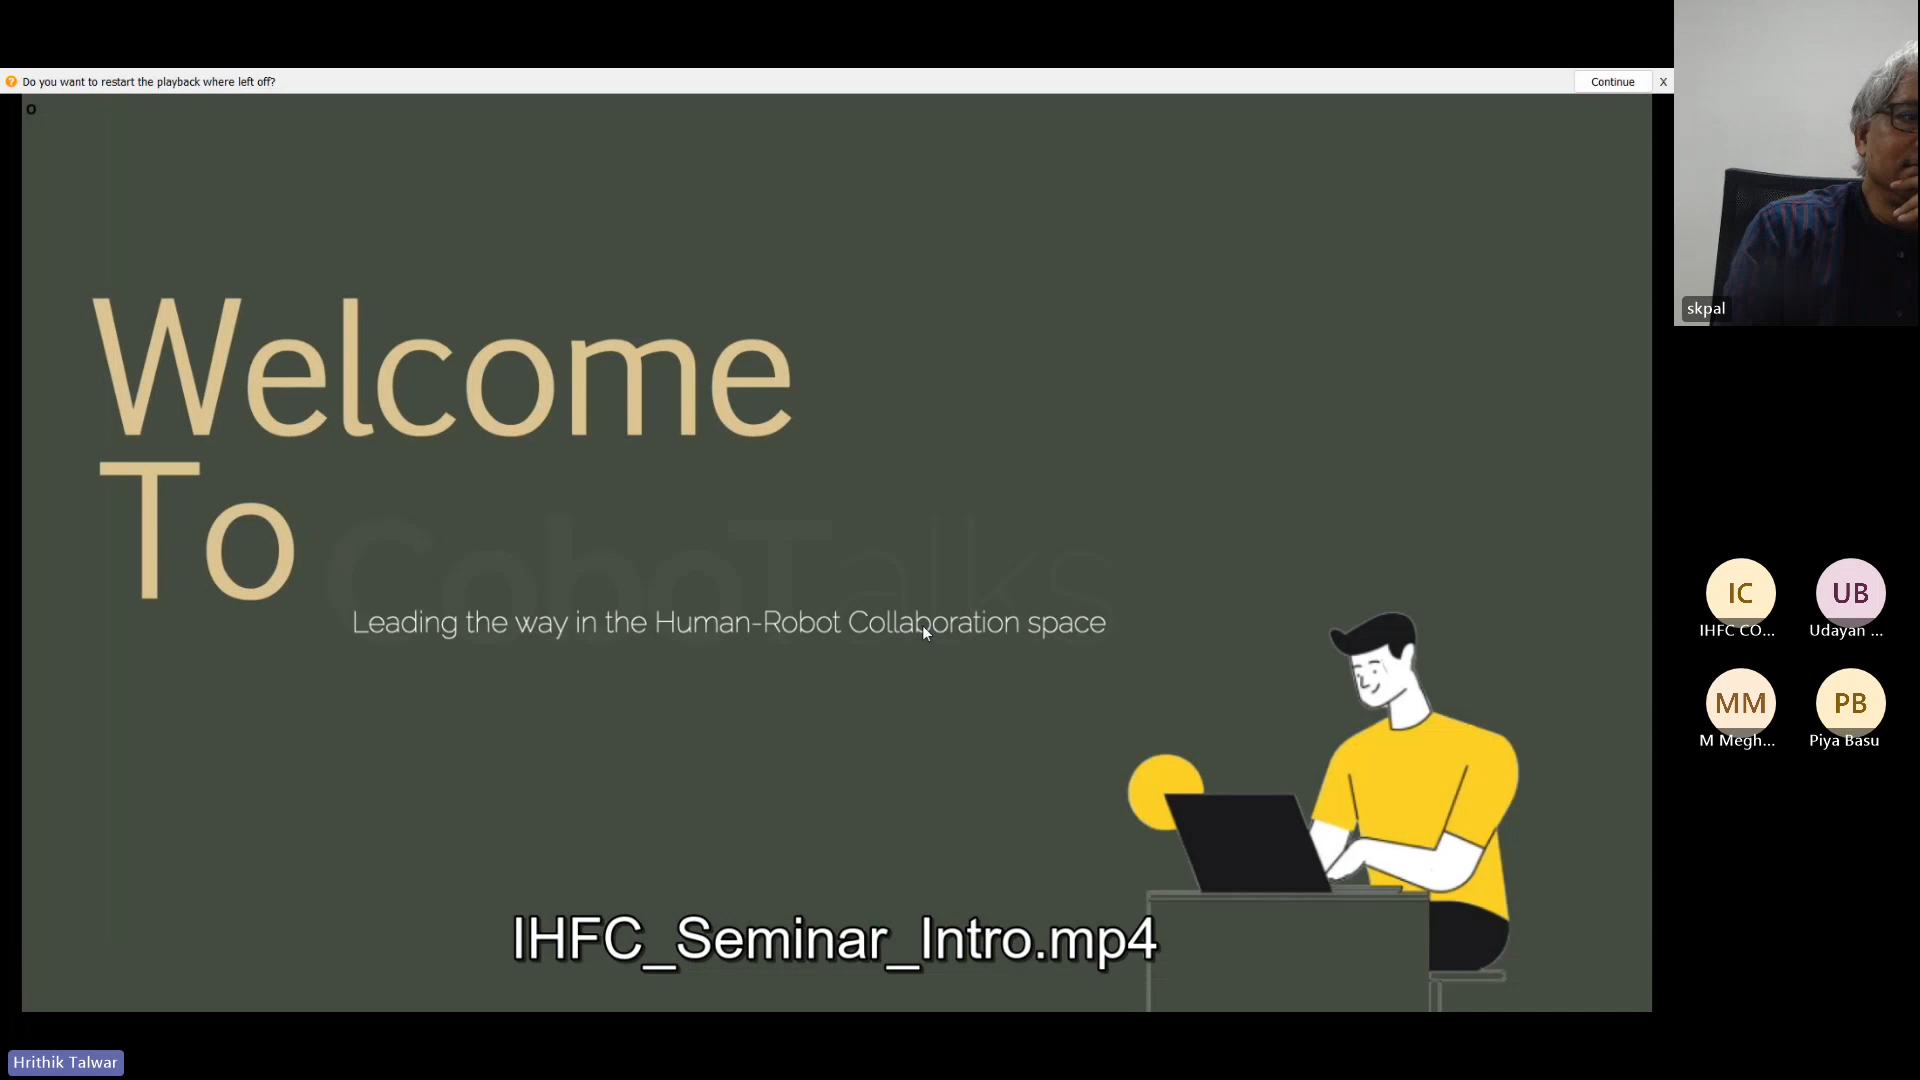 Do you want to restart the playback where left off?
Continue
X
Welcome
To CoboTalks
Leading the way in the Human-Robot Collaboration space
IHFC_Seminar_Intro.mp4
skpal
IC
UB
IHFC CO...
Udayan ...
MM
PB
M Megh...
Piya Basu
Hrithik Talwar